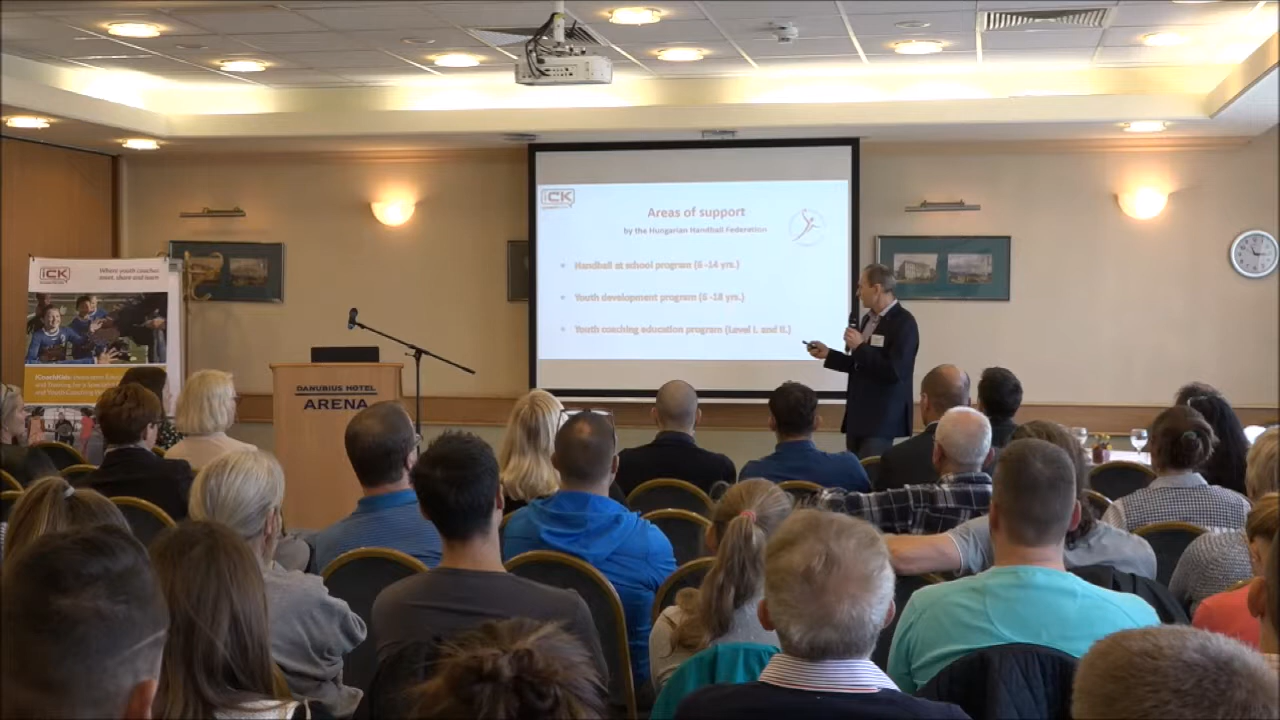 iCK
Areas of support
by the Hungarian Handball Federation
Handball at school program (6 -14 yrs.)
Youth development program (6 -18 yrs.)
Youth coaching education program (Level I. and II.)
iCK
Where youth coaches
meet, share and learn
DANUBIUS HOTEL
ARENA